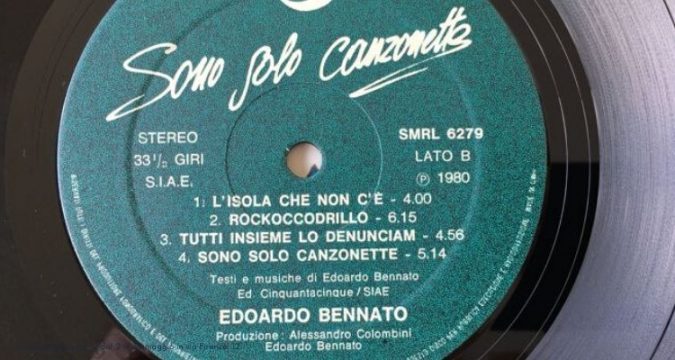 Sono solo canzonette
STEREO
33 1/2 GIRI
S.I.A.E.
SMRL 6279
LATO B
Ⓟ 1980
1. L'ISOLA CHE NON C'È - 4.00
2. ROCKOCCODRILLO - 6.15
3. TUTTI INSIEME LO DENUNCIAM - 4.56
4. SONO SOLO CANZONETTE - 5.14
Testi e musiche di Edoardo Bennato
Ed. Cinquantacinque / SIAE
EDOARDO BENNATO
Produzione: Alessandro Colombini
Edoardo Bennato